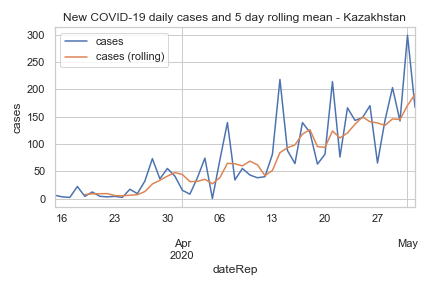 New COVID-19 daily cases and 5 day rolling mean - Kazakhstan
cases
cases (rolling)
300
250
200
150
100
50
0
cases
16 23 30 06 13 20 27
Apr May
2020
dateRep